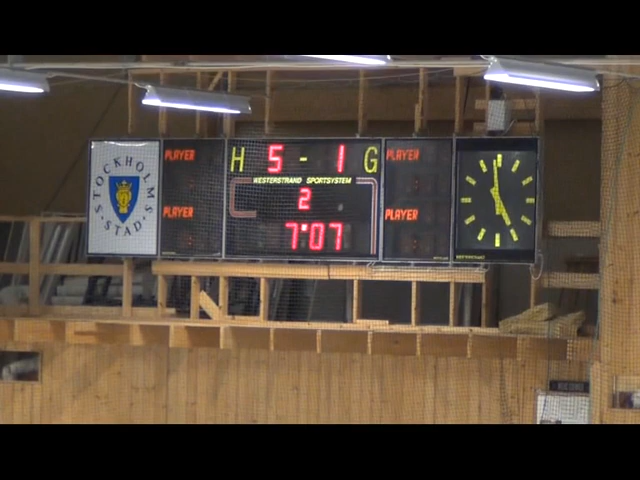 STOCKHOLMS
STAD
PLAYER
PLAYER
H 5 - 1 G
WESTERSTRAND SPORTSYSTEM
2
7:07
PLAYER
PLAYER